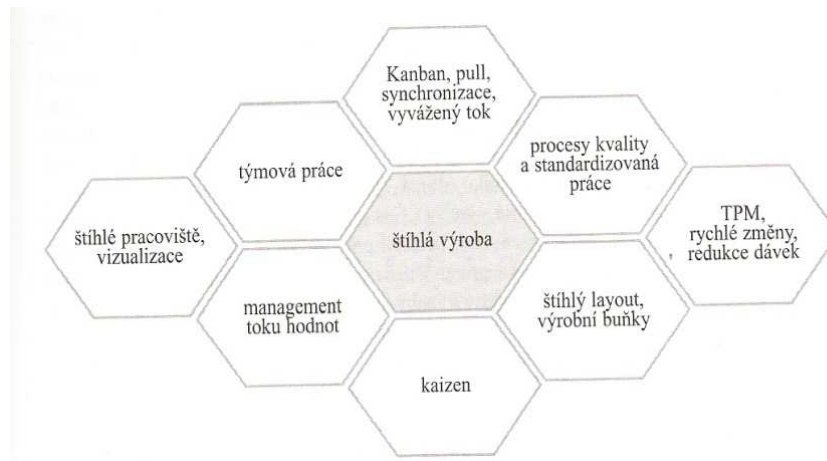 Kanban, pull,
synchronizace,
vyvážený tok
týmová práce
procesy kvality
a standardizovaná
práce
štíhlé pracoviště,
vizualizace
štíhlá výroba
TPM,
rychlé změny,
redukce dávek
management
toku hodnot
štíhlý layout,
výrobní buňky
kaizen